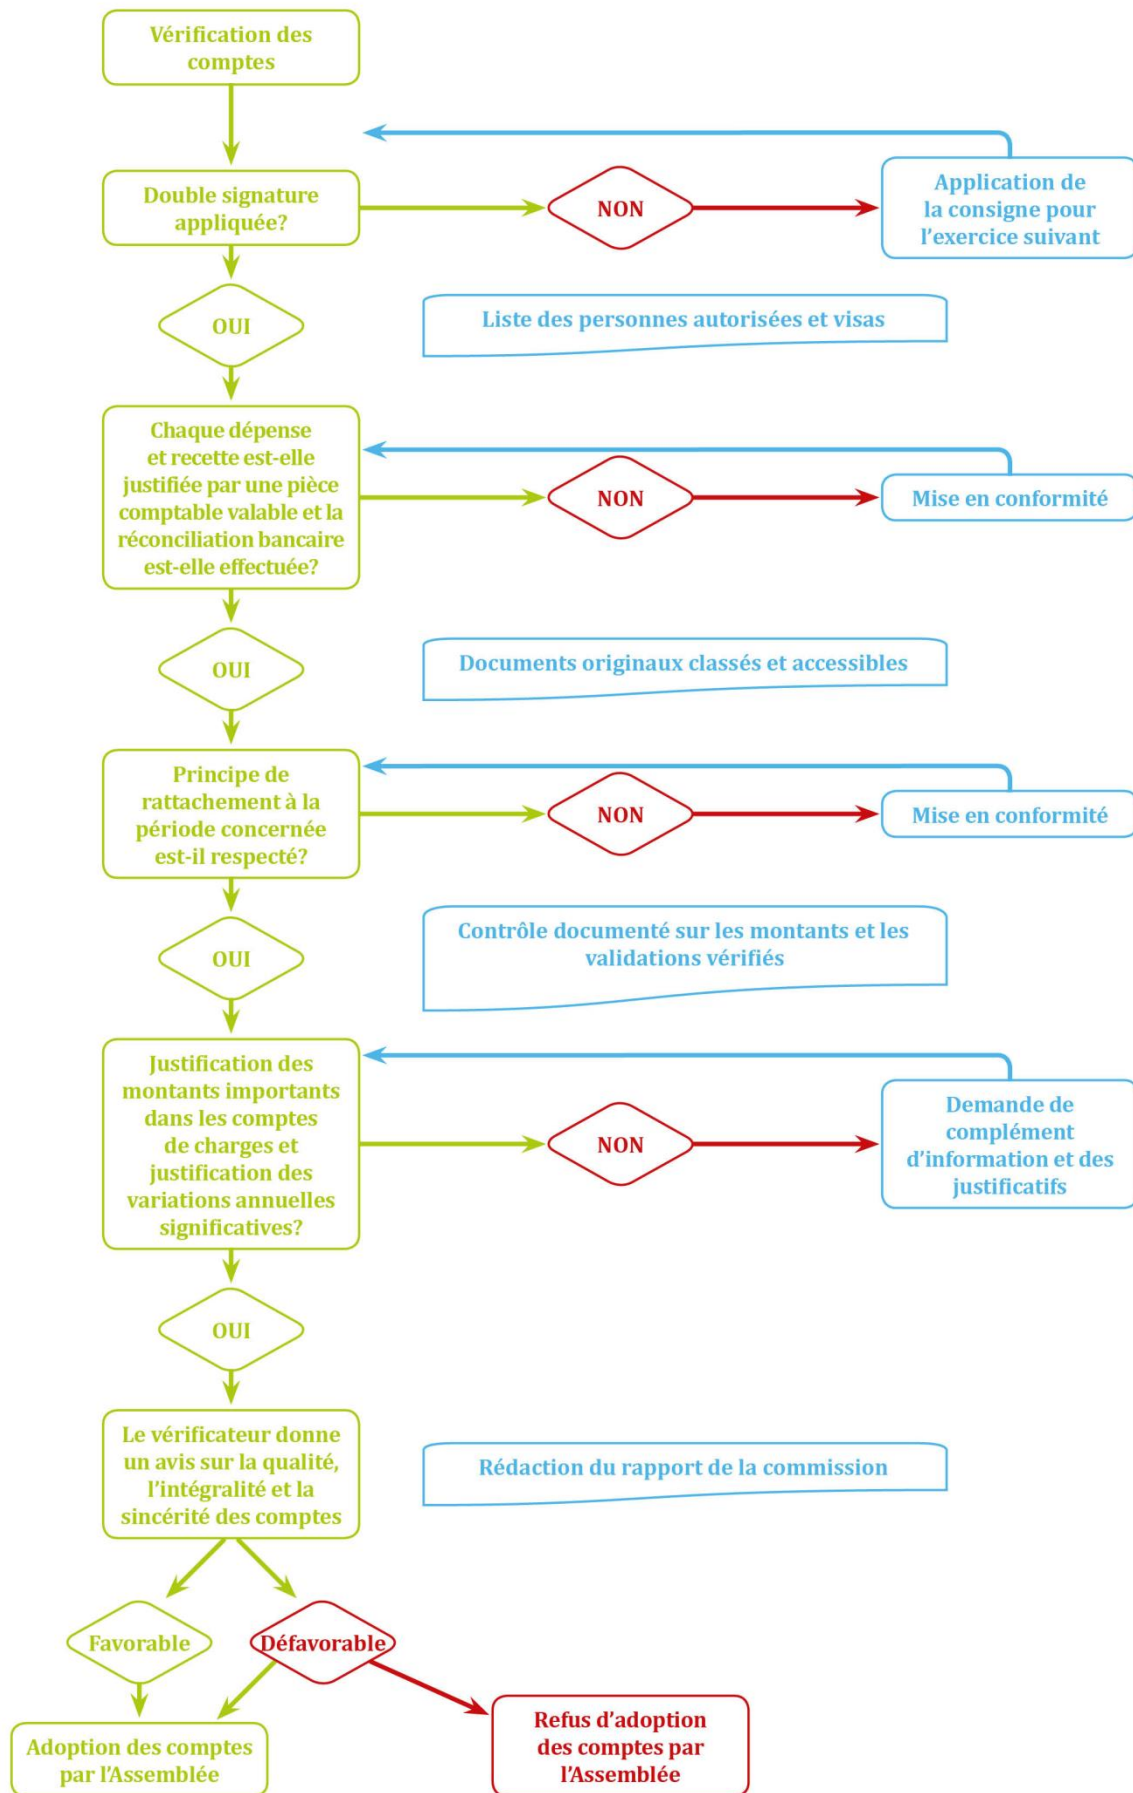 Vérification des
comptes
Double signature
appliquée?
NON
Application de
la consigne pour
l'exercice suivant
OUI
Liste des personnes autorisées et visas
Chaque dépense
et recette est-elle
justifiée par une pièce
comptable valable et la
réconciliation bancaire
est-elle effectuée?
NON
Mise en conformité
OUI
Documents originaux classés et accessibles
Principe de
rattachement à la
période concernée
est-il respecté?
NON
Mise en conformité
OUI
Contrôle documenté sur les montants et les
validations vérifiés
Justification des
montants importants
dans les comptes
de charges et
justification des
variations annuelles
significatives?
NON
Demande de
complément
d'information et des
justificatifs
OUI
Le vérificateur donne
un avis sur la qualité,
l'intégralité et la
sincérité des comptes
Rédaction du rapport de la commission
Favorable
Défavorable
Adoption des comptes
par l'Assemblée
Refus d'adoption
des comptes par
l'Assemblée